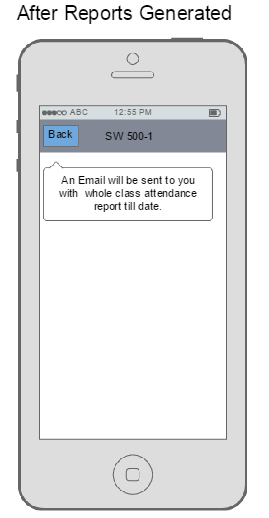 After Reports Generated
ABC 12:55 PM
Back SW 500-1
An Email will be sent to you
with whole class attendance
report till date.